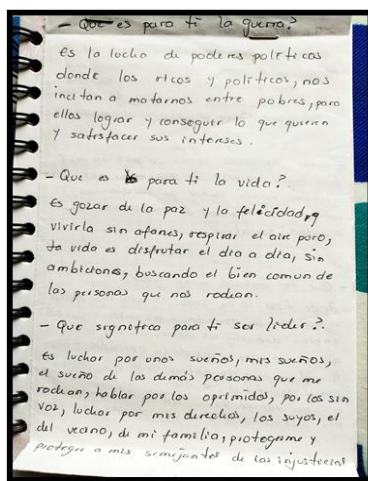 - Que es para ti la guerra?
Es la lucha de poderes políticos
donde los ricos y políticos, nos
incitan a matarnos entre pobres, para
ellos lograr y conseguir lo que quieren
y satisfacer sus intereses.
- Que es para ti la vida?.
Es gozar de la paz y la felicidad,
vivirla sin afanes, respirar el aire puro,
la vida es disfrutar el dia a dia, sin
ambiciones, buscando el bien comun de
las personas que nos rodean.
- Que significa para ti ser lider?.
Es luchar por unos sueños, mis sueños,
el sueño de las demás personas que me
rodean, hablar por los oprimidos, por los sin
voz, luchar por mis derechos, los suyos, el
del vecino, de mi familia, protegerme y
proteger a mis semejantes de las injusticias